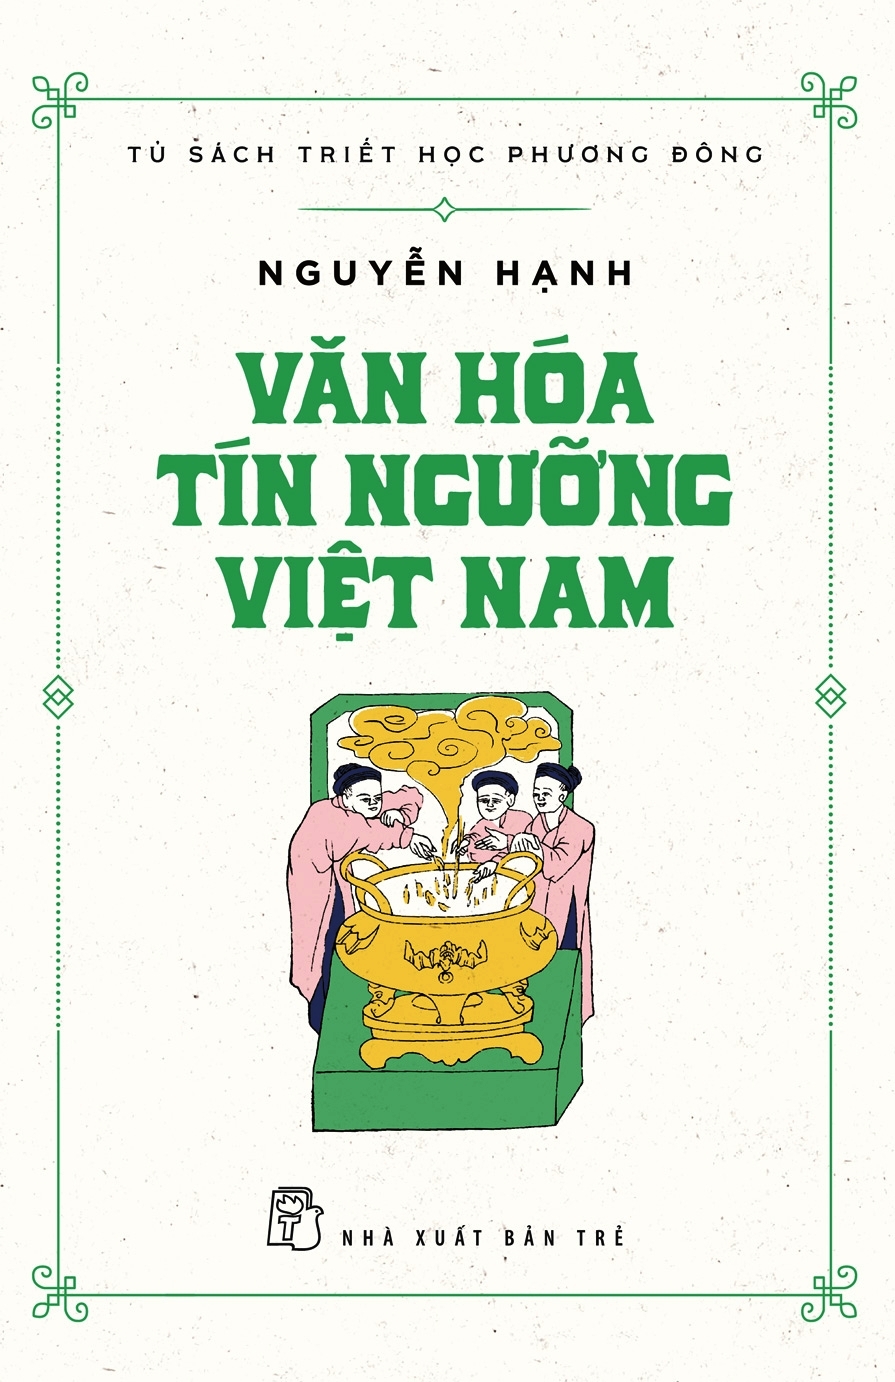 TỦ SÁCH TRIẾT HỌC PHƯƠNG ĐÔNG
NGUYỄN HẠNH
VĂN HÓA
TÍN NGƯỠNG
VIỆT NAM
T
NHÀ XUẤT BẢN TRẺ